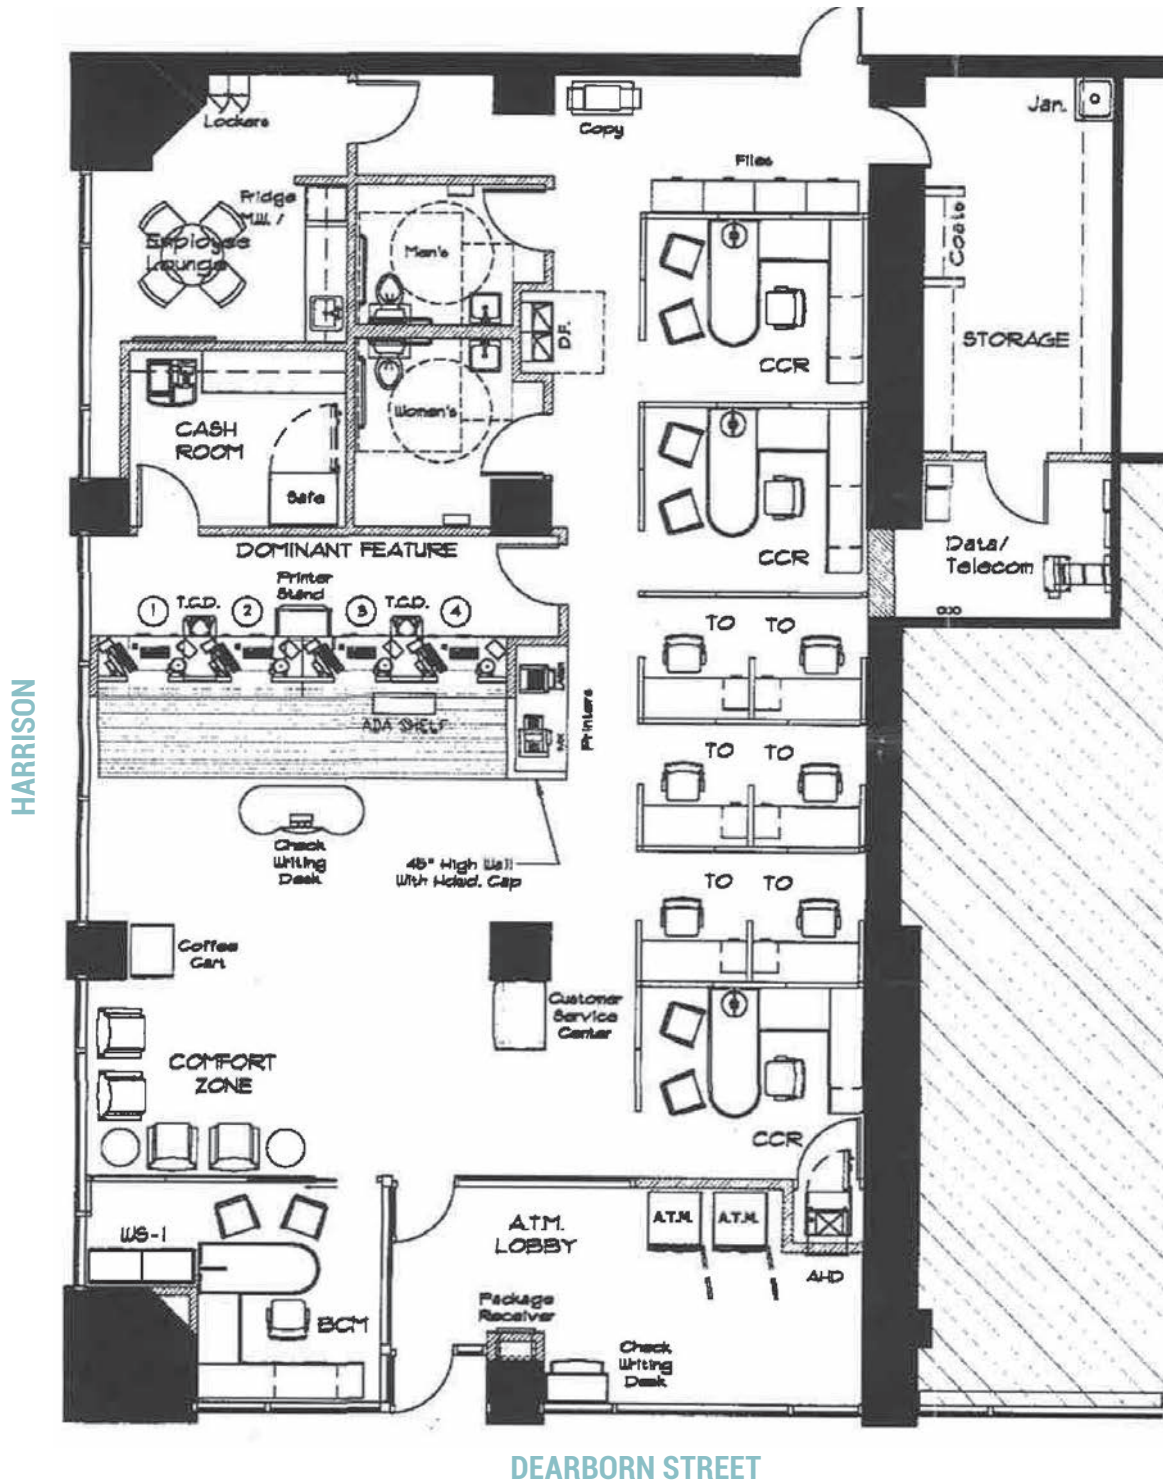 Jan.
Lockers
Copy
Files
Fridge
M.W. /
Employee
Lounge
Men's
Coats
D.F.
STORAGE
CCR
Women's
CASH
ROOM
Safe
CCR
Data/
Telecom
DOMINANT FEATURE
Printer
Stand
1
T.C.D.
2
3
T.C.D.
4
TO
TO
Printers
ADA SHELF
TO
TO
HARRISON
Check
Writing
Desk
45" High Wall
With Hdwd. Cap
TO
TO
Coffee
Cart
Customer
Service
Center
COMFORT
ZONE
CCR
WS-1
A.T.M.
LOBBY
A.T.M.
A.T.M.
AHD
Package
Receiver
BCM
Check
Writing
Desk
DEARBORN STREET